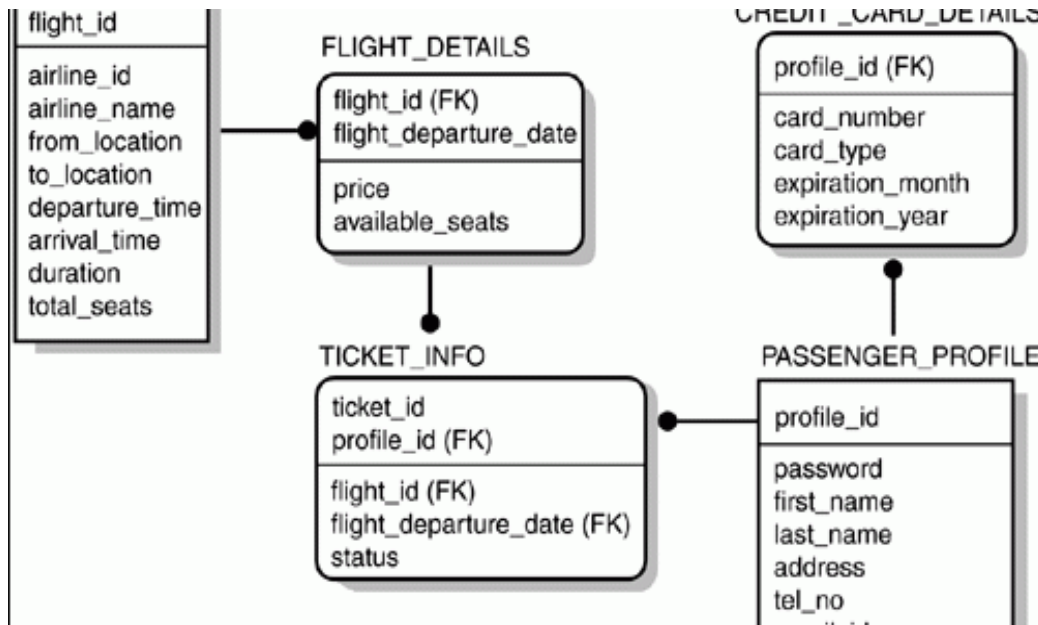 flight_id
airline_id
airline_name
from_location
to_location
departure_time
arrival_time
duration
total_seats
FLIGHT_DETAILS
flight_id (FK)
flight_departure_date
price
available_seats
TICKET_INFO
ticket_id
profile_id (FK)
flight_id (FK)
flight_departure_date (FK)
status
CREDIT_CARD_DETAILS
profile_id (FK)
card_number
card_type
expiration_month
expiration_year
PASSENGER_PROFILE
profile_id
password
first_name
last_name
address
tel_no